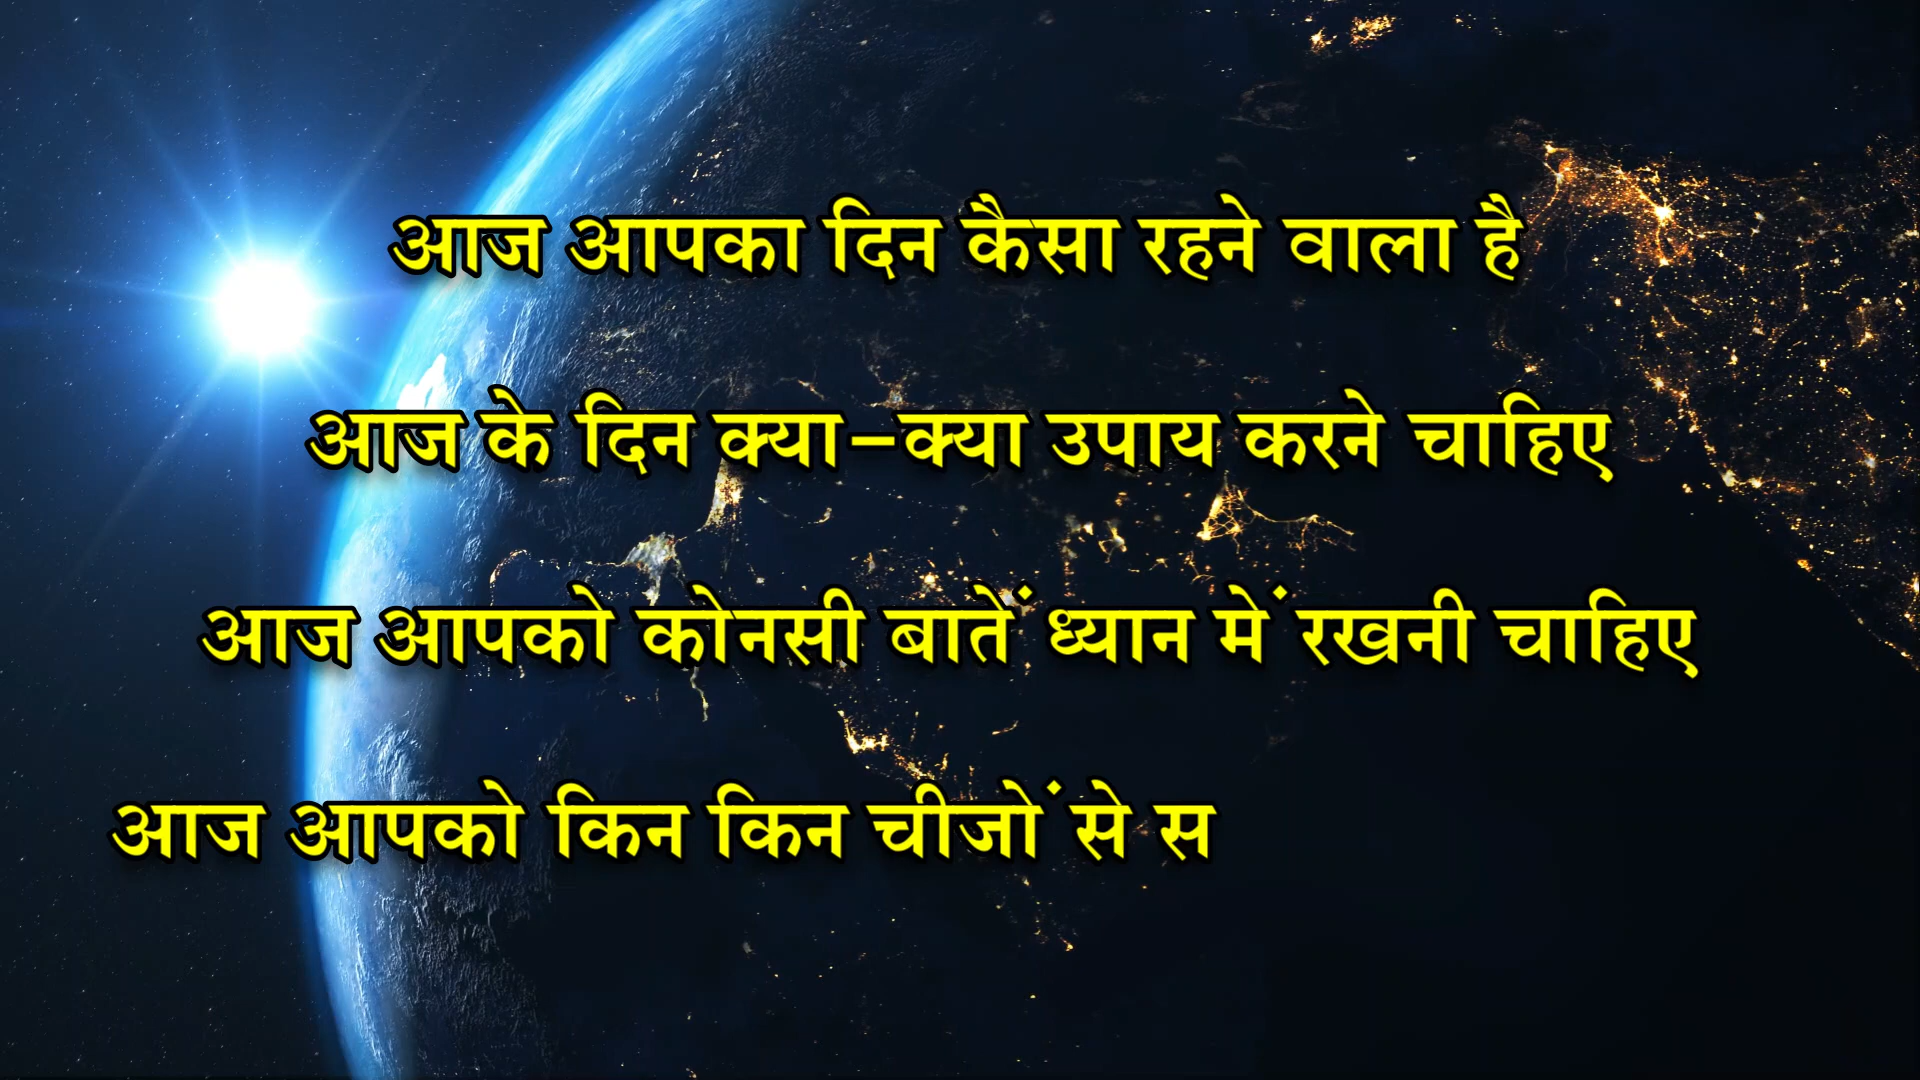 आज आपका दिन कैसा रहने वाला है
आज के दिन क्या-क्या उपाय करने चाहिए
आज आपको कोनसी बातें ध्यान में रखनी चाहिए
आज आपको किन किन चीजों से स